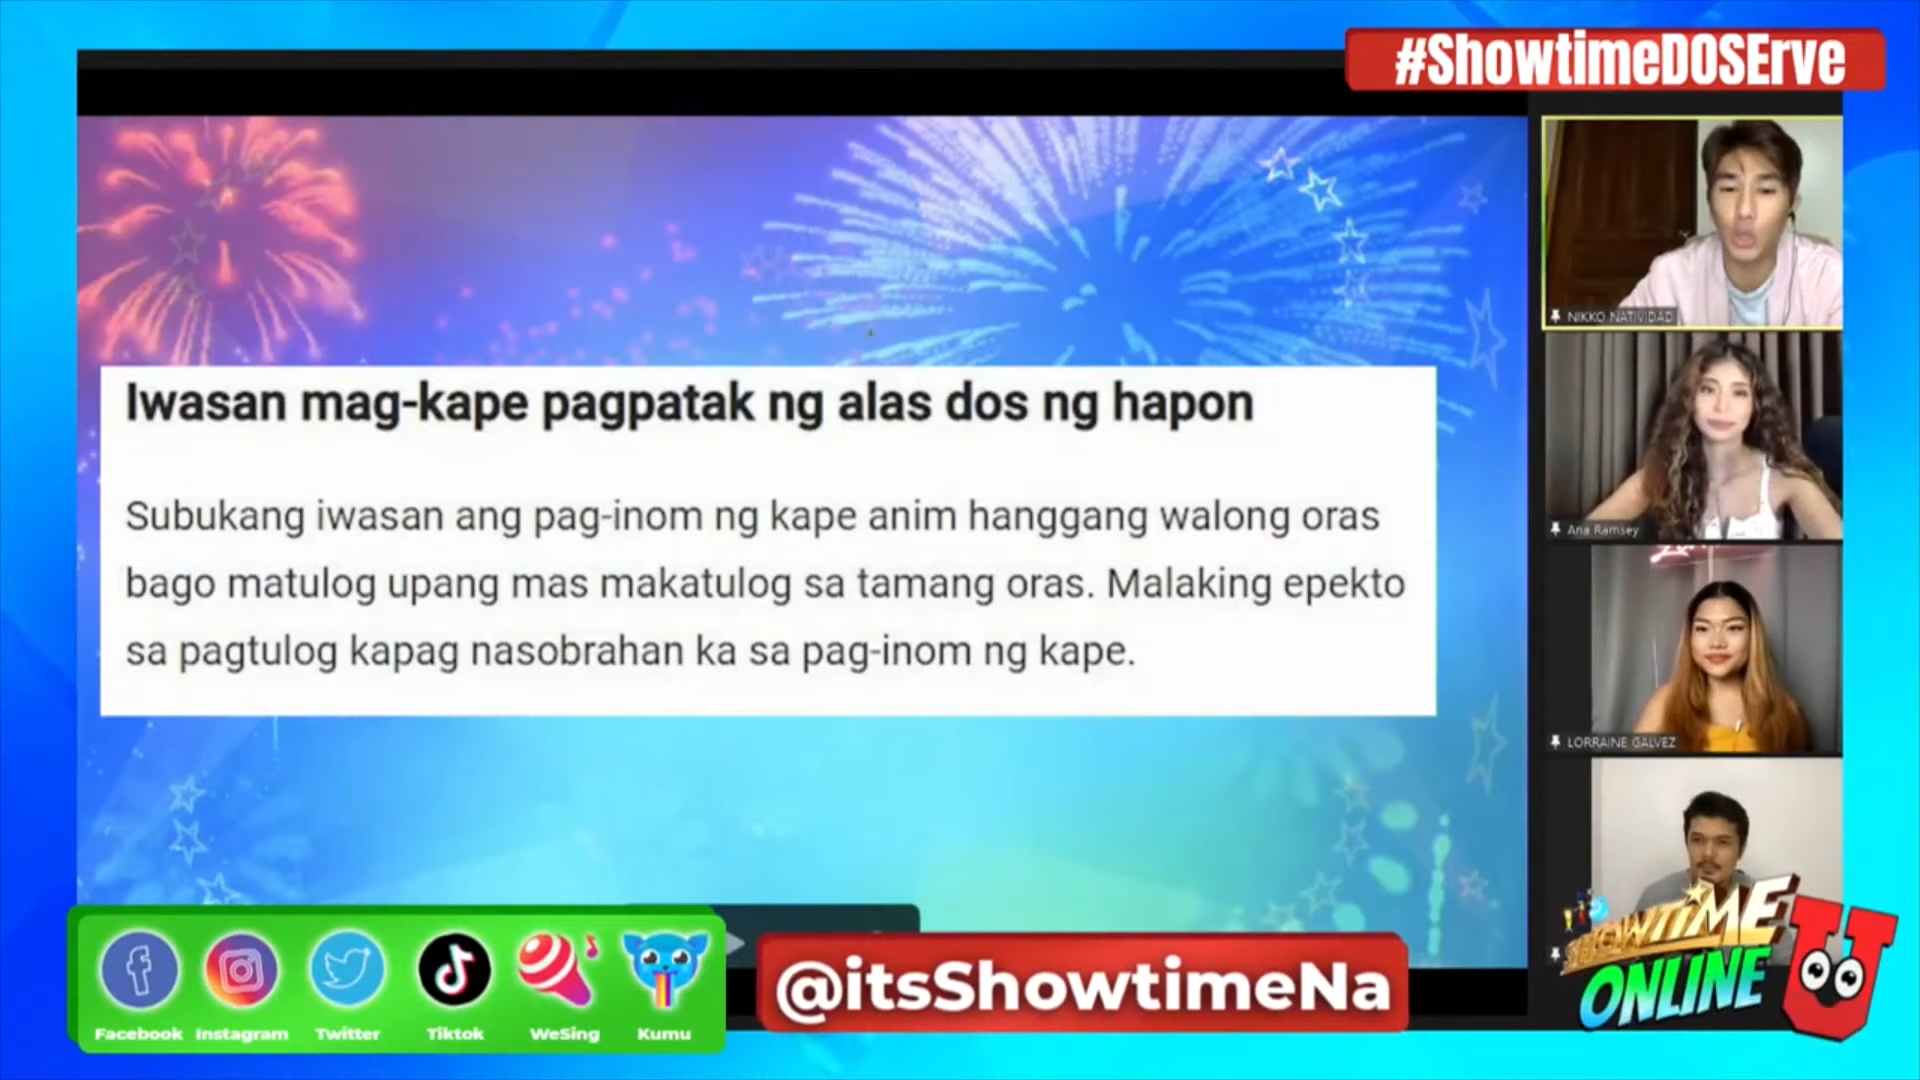 #ShowtimeDOSErve
Iwasan mag-kape pagpatak ng alas dos ng hapon
Subukang iwasan ang pag-inom ng kape anim hanggang walong oras
bago matulog upang mas makatulog sa tamang oras. Malaking epekto
sa pagtulog kapag nasobrahan ka sa pag-inom ng kape.
NIKKO NATIVIDAD
Ana Ramsey
LORRAINE GALVEZ
Facebook Instagram Twitter Tiktok WeSing Kumu
@itsShowtimeNa
IT'S
SHOWTIME
ONLINE U